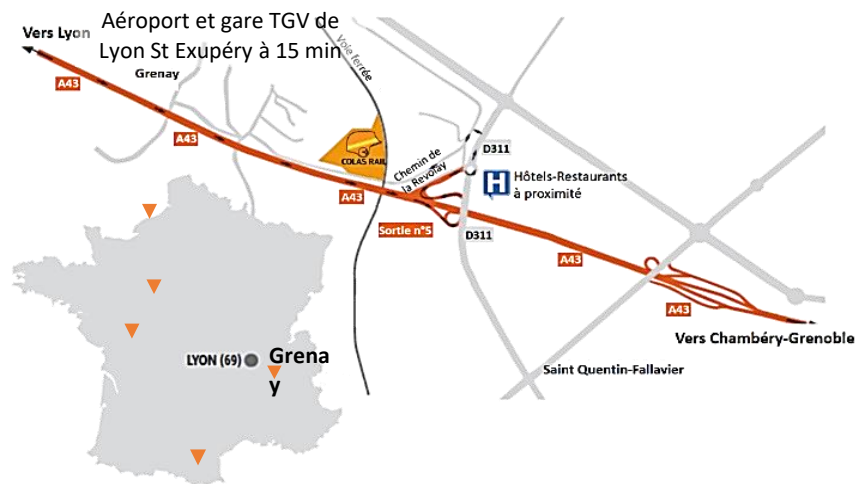 Aéroport et gare TGV de
Lyon St Exupéry à 15 min
Vers Lyon
Grenay
Voie ferrée
A43
A43
COLAS RAIL
Chemin de
la Revolay
D311
H
Hôtels-Restaurants
à proximité
A43
Sortie n°5
D311
A43
A43
Vers Chambéry-Grenoble
Saint Quentin-Fallavier
LYON (69)
Grena
y